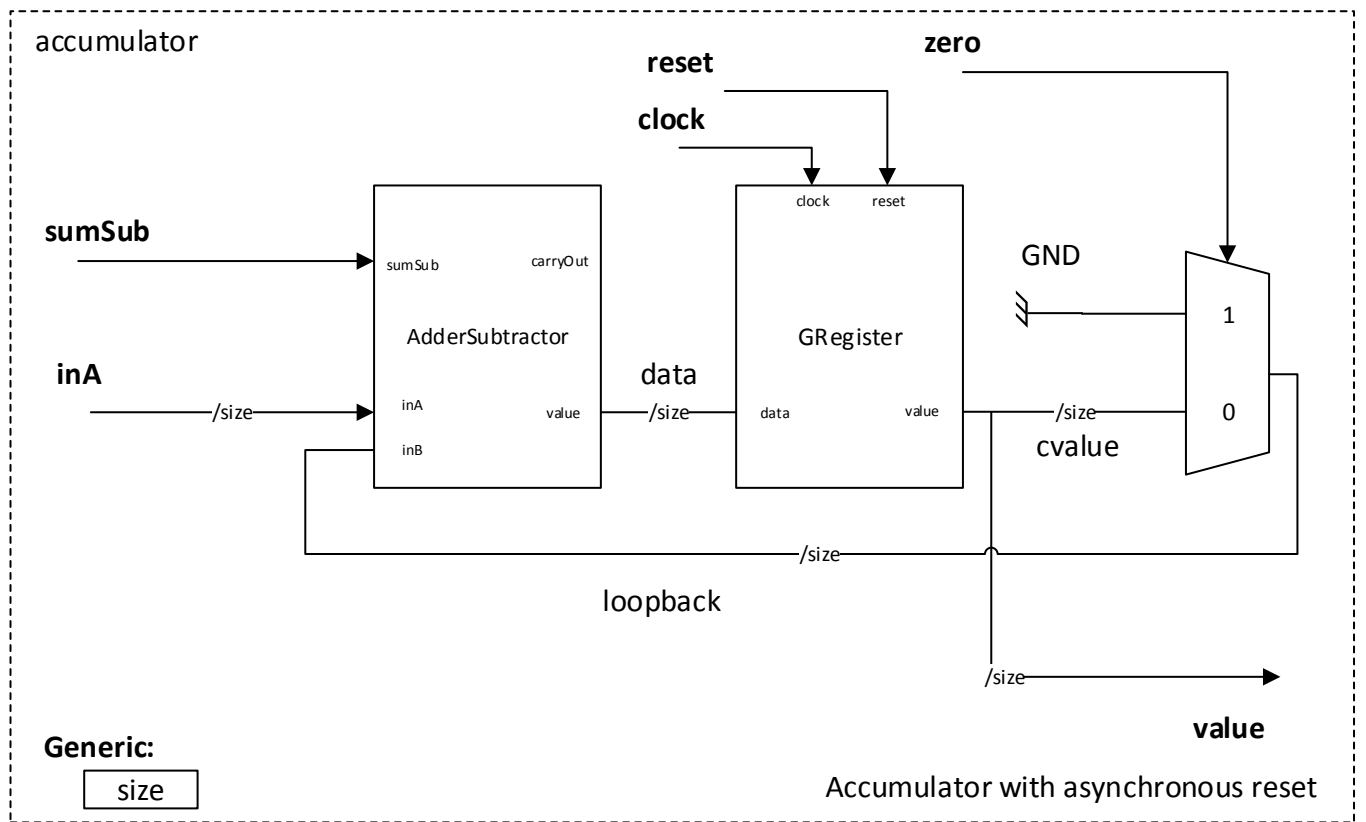 accumulator
zero
reset
clock
clock
reset
sumSub
sumSub
carryOut
GND
1
AdderSubtractor
GRegister
inA
data
/size
inA
value
/size
data
value
/size
0
inB
cvalue
/size
loopback
/size
value
Generic:
size
Accumulator with asynchronous reset